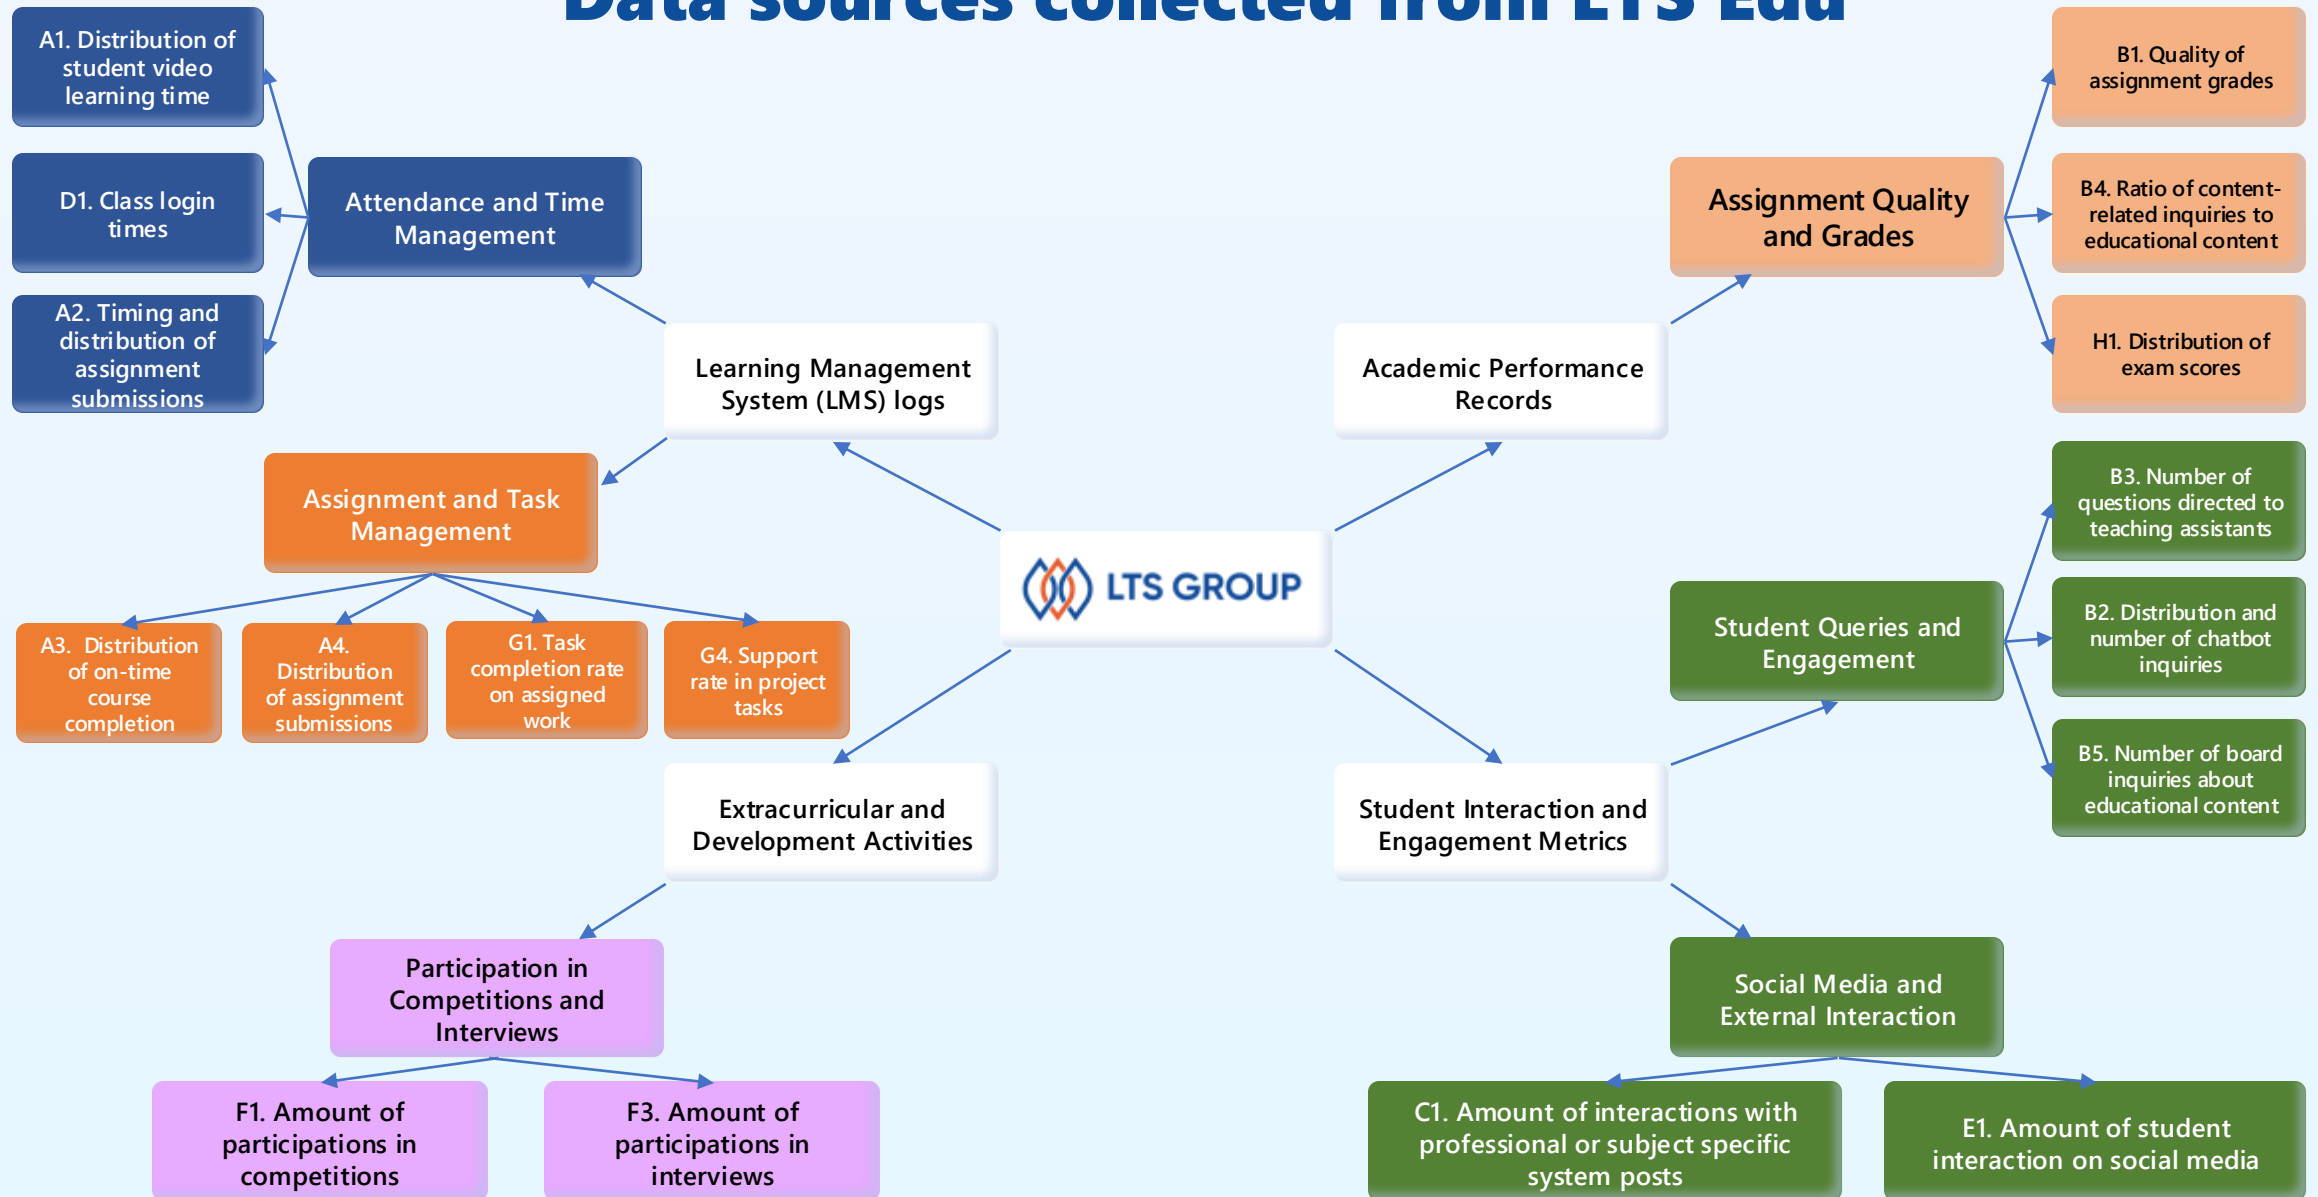 Data sources collected from LTS Edu
A1. Distribution of
student video
learning time
D1. Class login
times
A2. Timing and
distribution of
assignment
submissions
Attendance and Time
Management
Learning Management
System (LMS) logs
Assignment and Task
Management
A3. Distribution
of on-time
course
completion
A4.
Distribution
of assignment
submissions
G1. Task
completion rate
on assigned
work
G4. Support
rate in project
tasks
LTS GROUP
Academic Performance
Records
Assignment Quality
and Grades
B1. Quality of
assignment grades
B4. Ratio of content-
related inquiries to
educational content
H1. Distribution of
exam scores
Student Queries and
Engagement
B3. Number of
questions directed to
teaching assistants
B2. Distribution and
number of chatbot
inquiries
B5. Number of board
inquiries about
educational content
Extracurricular and
Development Activities
Student Interaction and
Engagement Metrics
Participation in
Competitions and
Interviews
F1. Amount of
participations in
competitions
F3. Amount of
participations in
interviews
Social Media and
External Interaction
C1. Amount of interactions with
professional or subject specific
system posts
E1. Amount of student
interaction on social media